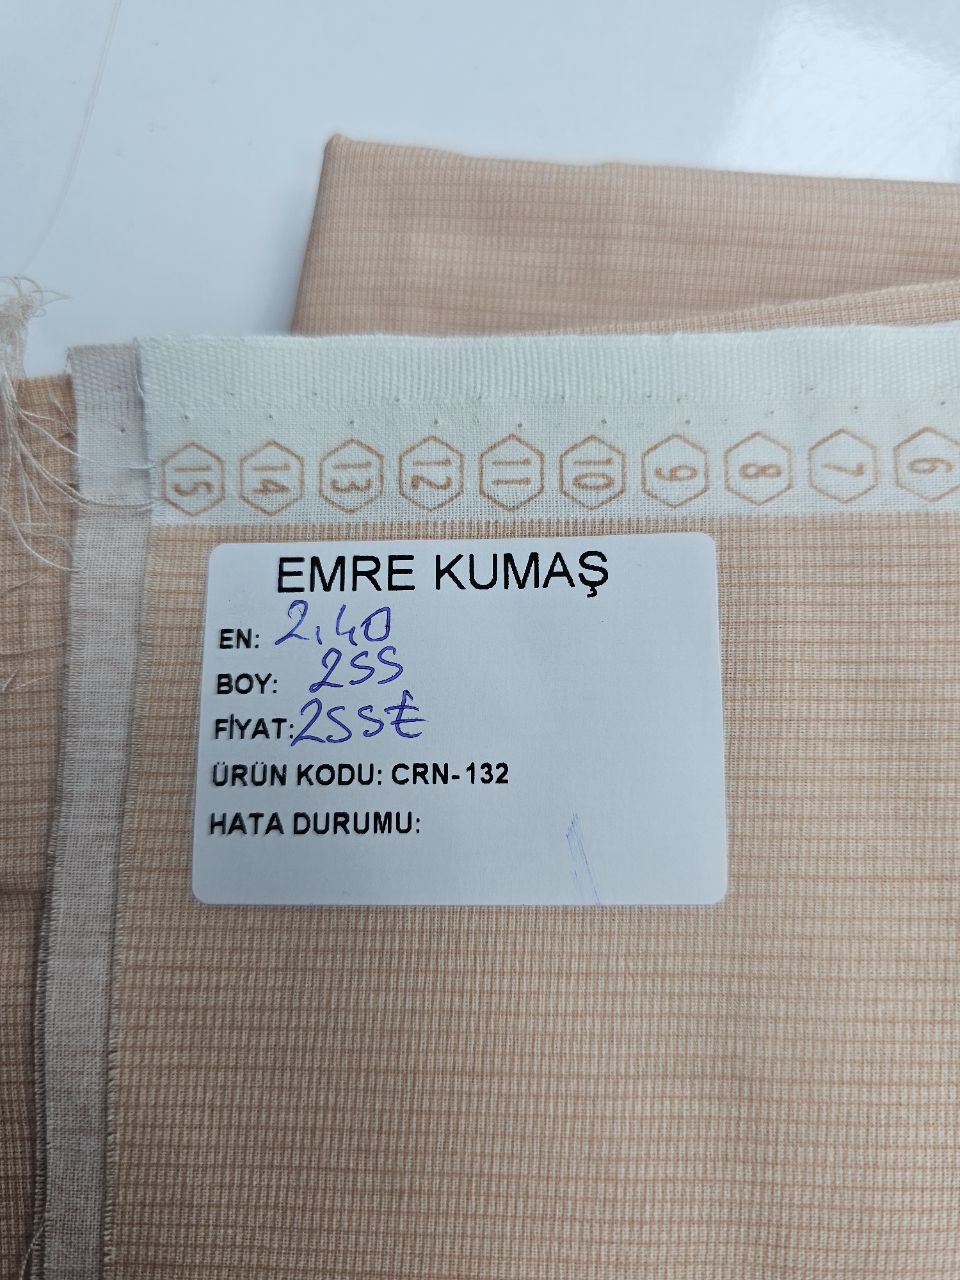 15 14 13 12 11 10 9 8 7 6
EMRE KUMAŞ
EN: 2,40
BOY: 255
FİYAT: 255₺
ÜRÜN KODU: CRN-132
HATA DURUMU: